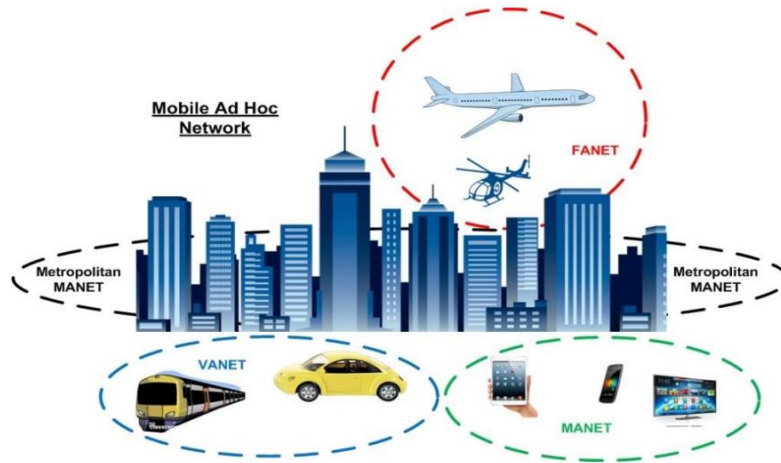 Mobile Ad Hoc
Network
FANET
Metropolitan
MANET
Metropolitan
MANET
VANET
MANET